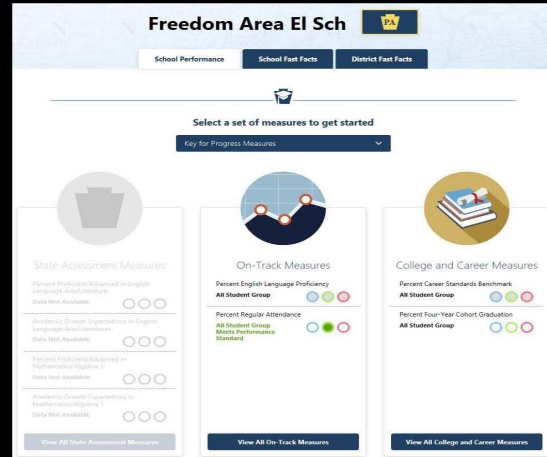 Freedom Area El Sch
PA
School Performance
School Fast Facts
District Fast Facts
Select a set of measures to get started
Key for Progress Measures
State Assessment Measures
Percent Proficient/Advanced in English
Language Arts/Literature
Data Not Available
Academic Growth Expectations in English
Language Arts/Literatures
Data Not Available
Percent Proficient/Advanced in
Mathematics/Algebra 1
Data Not Available
Academic Growth Expectations in
Mathematics/Algebra 1
Data Not Available
View All State Assessment Measures
On-Track Measures
Percent English Language Proficiency
All Student Group
Percent Regular Attendance
All Student Group
Meets Performance
Standard
View All On-Track Measures
College and Career Measures
Percent Career Standards Benchmark
All Student Group
Percent Four-Year Cohort Graduation
All Student Group
View All College and Career Measures